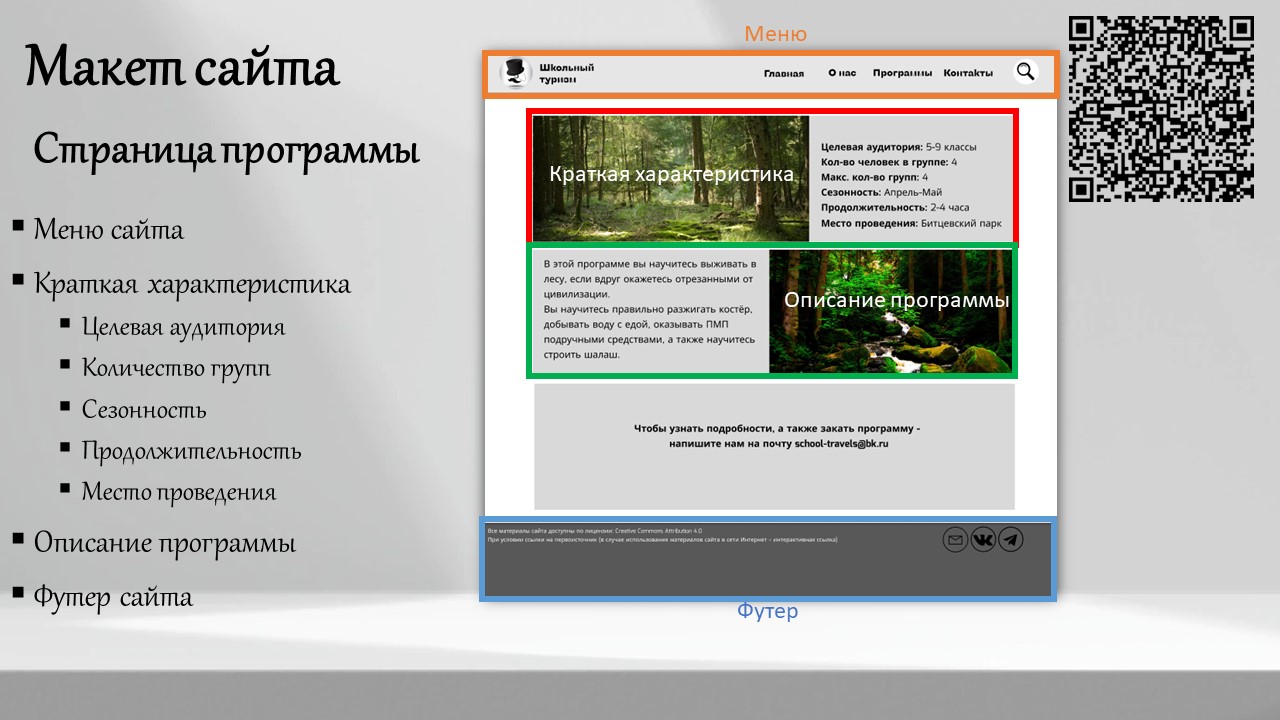 Макет сайта
Страница программы
Меню сайта
Краткая характеристика
Целевая аудитория
Количество групп
Сезонность
Продолжительность
Место проведения
Описание программы
Футер сайта
Меню
Школьный
туризм
Главная О нас Программы Контакты
Краткая характеристика
Целевая аудитория: 5-9 классы
Кол-во человек в группе: 4
Макс. кол-во групп: 4
Сезонность: Апрель-Май
Продолжительность: 2-4 часа
Место проведения: Битцевский парк
В этой программе вы научитесь выживать в
лесу, если вдруг окажетесь отрезанными от
цивилизации.
Вы научитесь правильно разжигать костёр,
добывать воду с едой, оказывать ПМП
подручными средствами, а также научитесь
строить шалаш.
Описание программы
Чтобы узнать подробности, а также закать программу -
напишите нам на почту school-travels@bk.ru
Все материалы сайта доступны по лицензии: Creative Commons Attribution 4.0
При условии ссылки на первоисточник (в случае использования материалов сайта в сети Интернет – интерактивная ссылка)
Футер